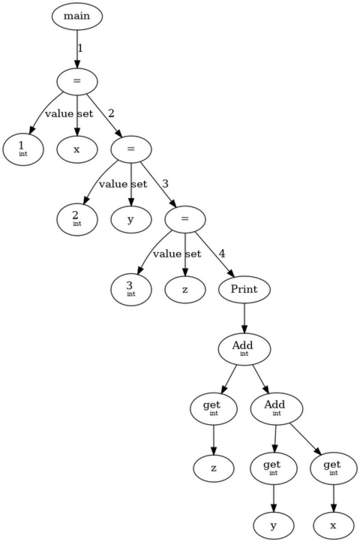 main
1
=
value set 2
1
int
x
=
value set 3
2
int
y
=
value set 4
3
int
z
Print
Add
int
get
int
Add
int
z
get
int
get
int
y
x